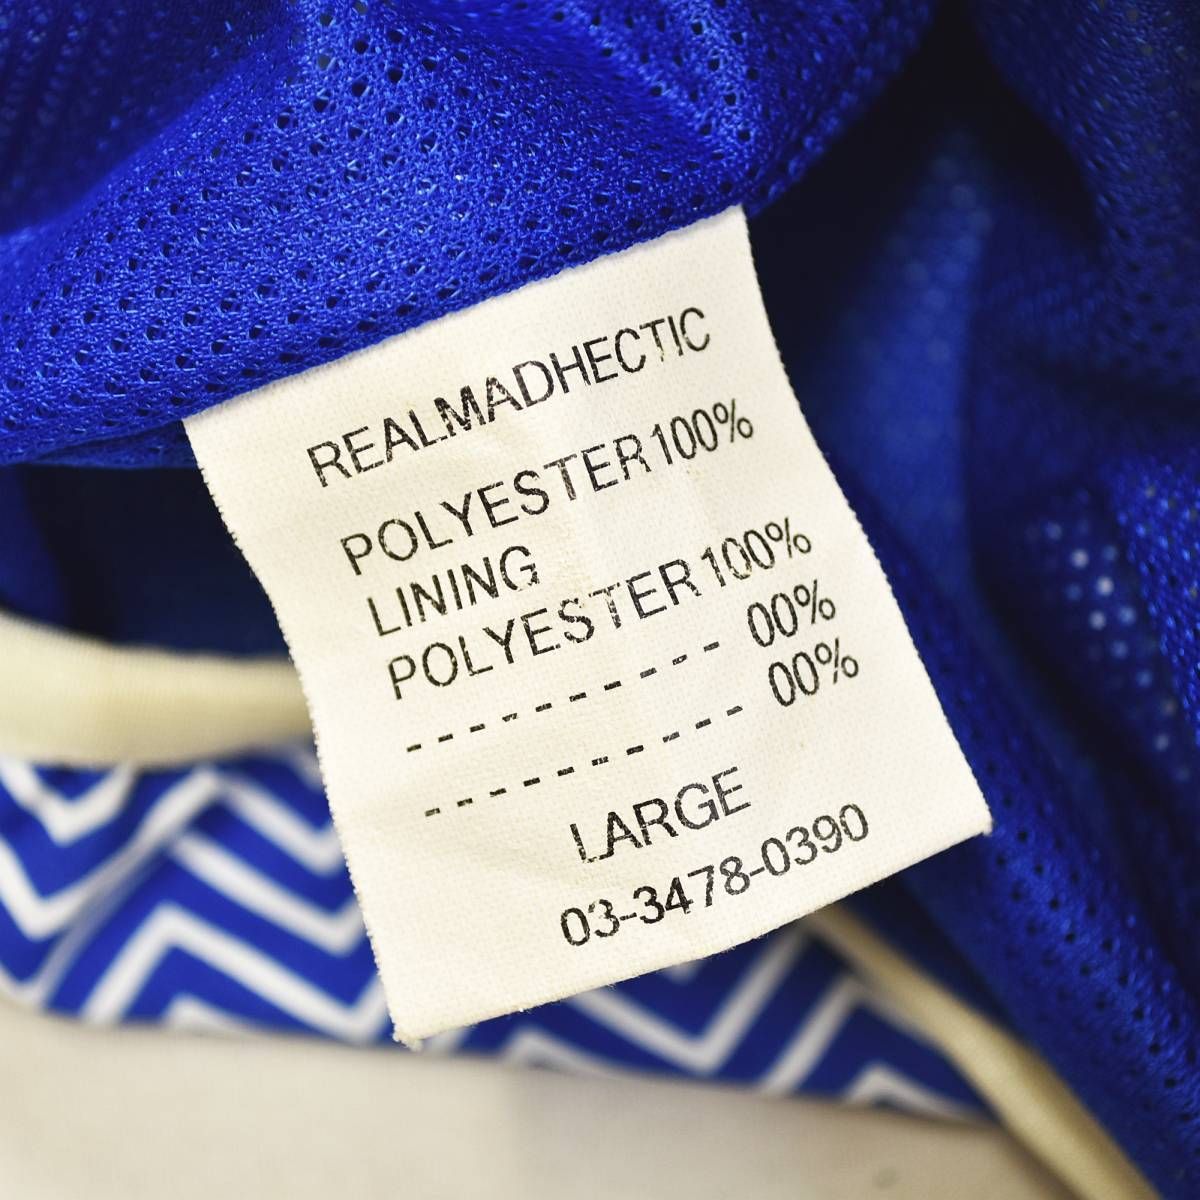 REALMADHECTIC
POLYESTER100%
LINING
POLYESTER100%
---------- 00%
---------- 00%
LARGE
03-3478-0390